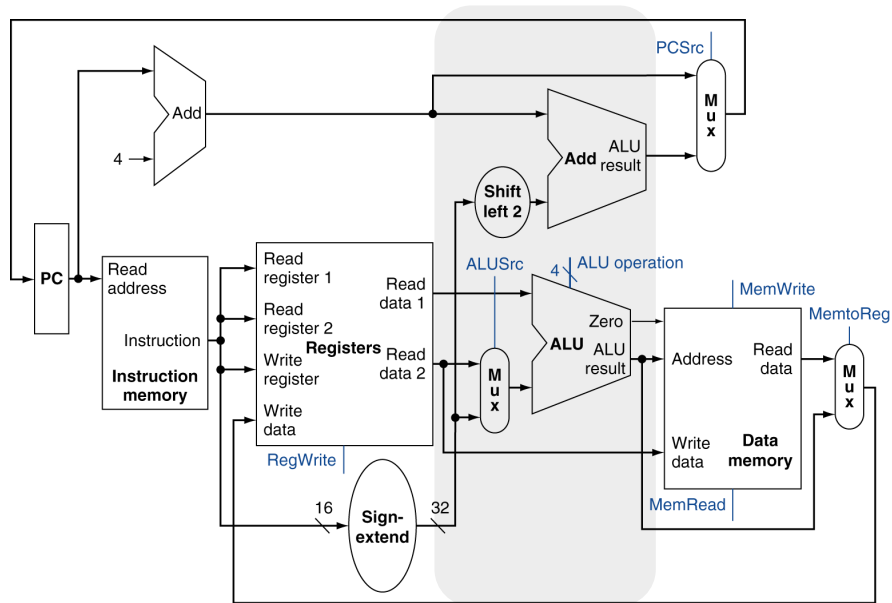 PCSrc
M
u
x
Add
4
Add
ALU
result
Shift
left 2
PC
Read
address
Instruction
Instruction
memory
Read
register 1
Read
register 2
Write
register
Write
data
Registers
Read
data 1
Read
data 2
RegWrite
ALUSrc
M
u
x
4
ALU operation
Zero
ALU
ALU
result
MemWrite
Address
Read
data
Write
data
Data
memory
MemRead
MemtoReg
M
u
x
16
Sign-
extend
32